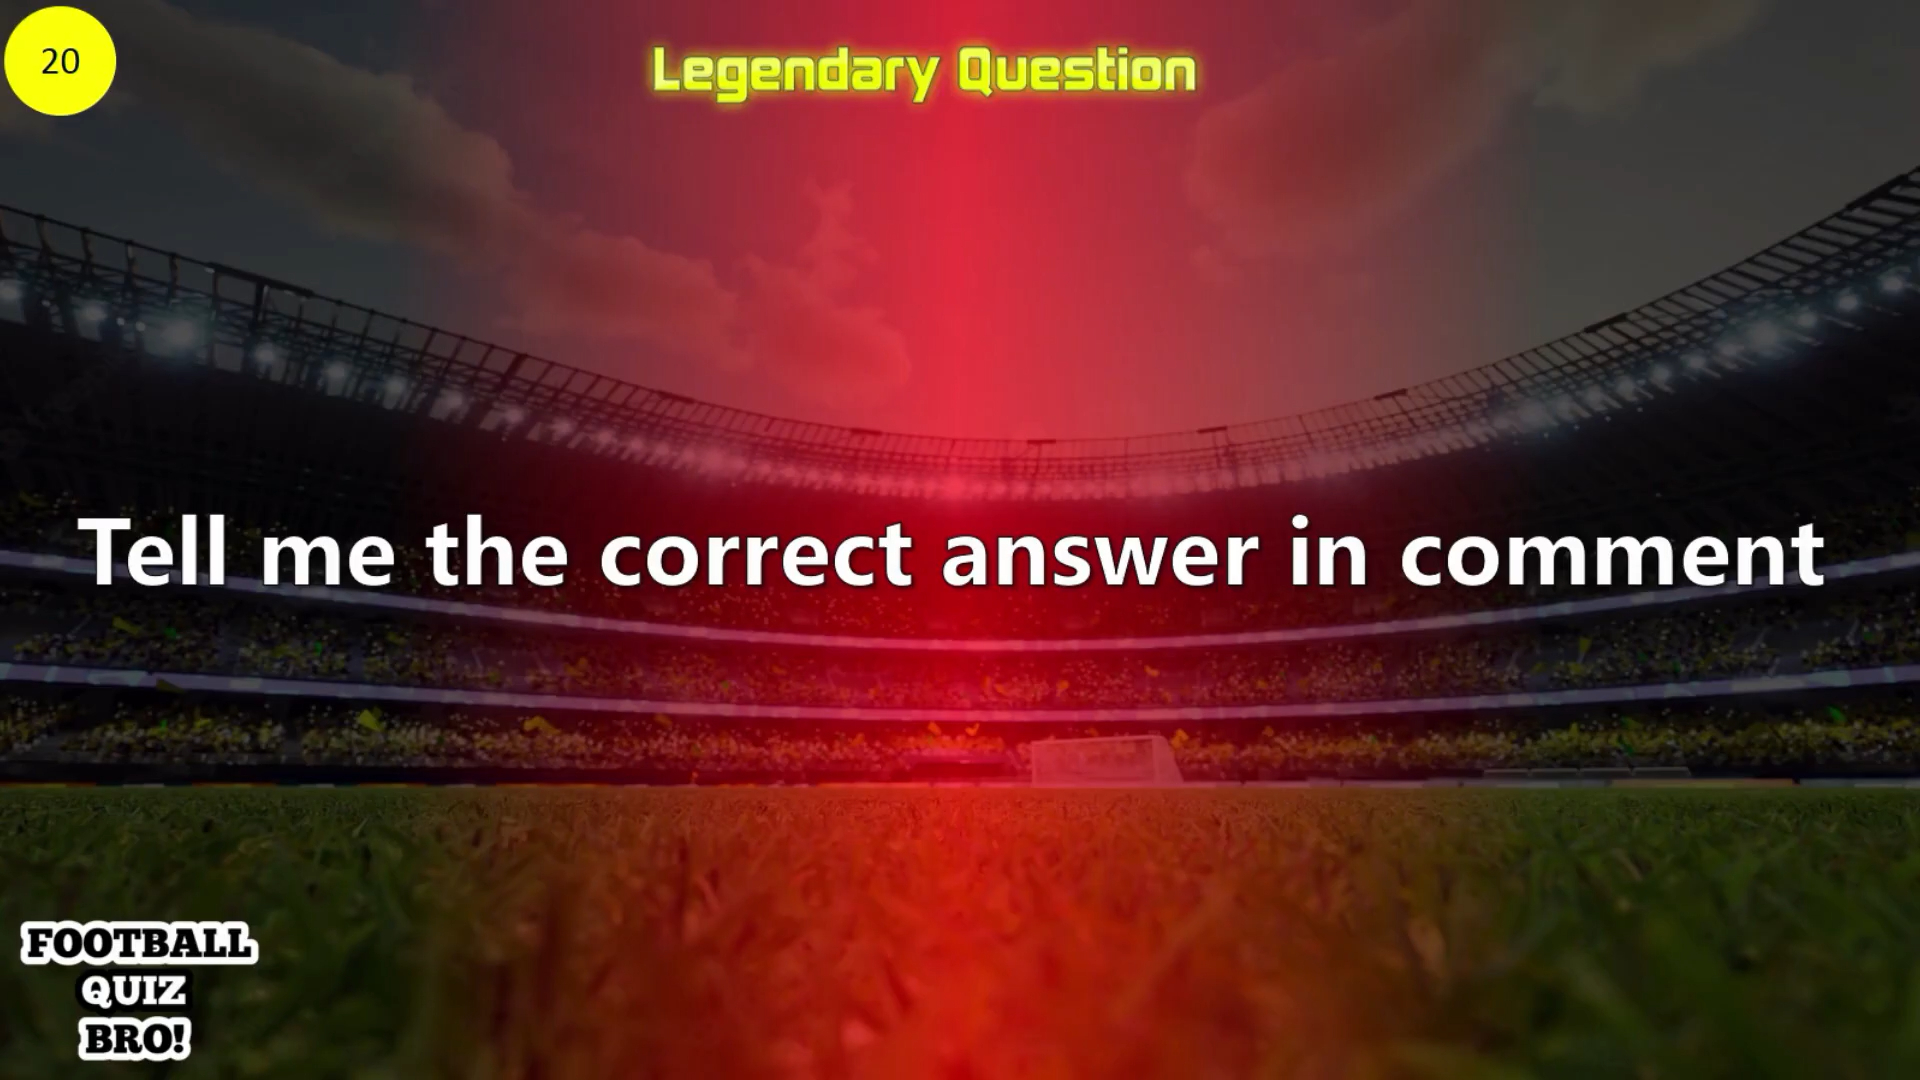 20
Legendary Question
Tell me the correct answer in comment
FOOTBALL
QUIZ
BRO!